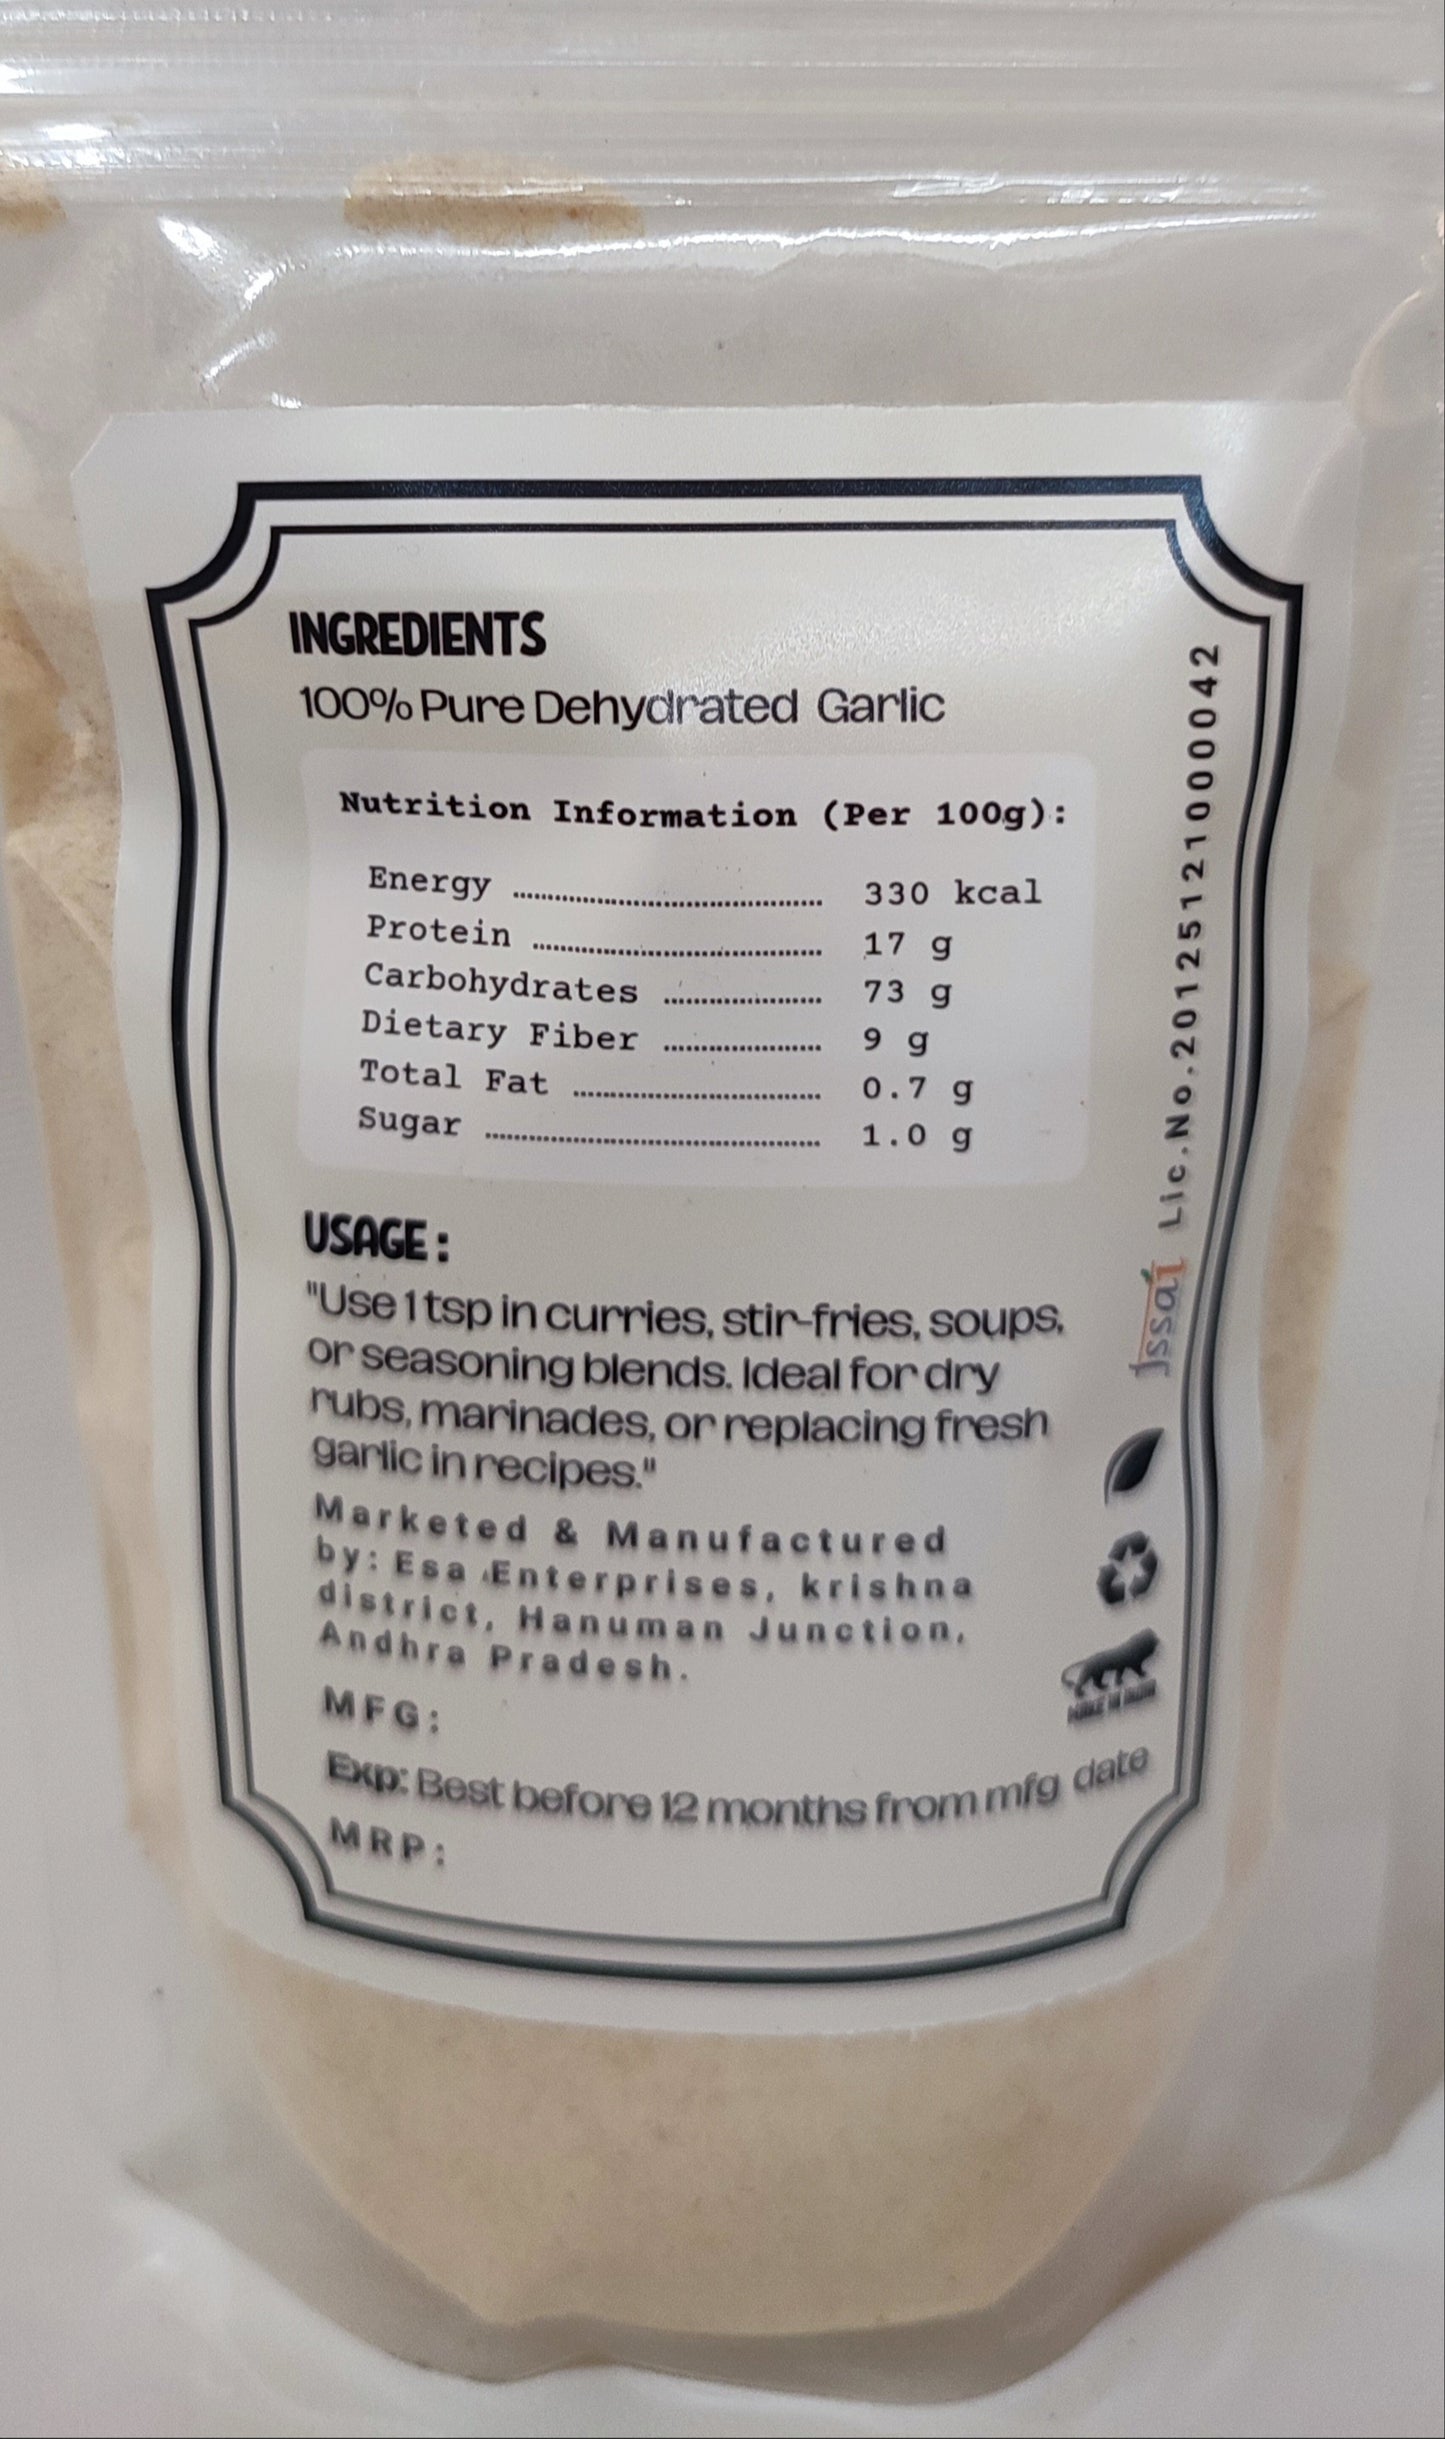 INGREDIENTS
100% Pure Dehydrated Garlic
Nutrition Information (Per 100g):
Energy ........................................ 330 kcal
Protein ........................................ 17 g
Carbohydrates ........................ 73 g
Dietary Fiber ........................ 9 g
Total Fat .................................. 0.7 g
Sugar ............................................. 1.0 g
USAGE :
"Use 1 tsp in curries, stir-fries, soups,
or seasoning blends. Ideal for dry
rubs, marinades, or replacing fresh
garlic in recipes."
Marketed & Manufactured
by: Esa Enterprises, krishna
district, Hanuman Junction,
Andhra Pradesh.
MFG:
Exp: Best before 12 months from mfg date
MRP:
fssai Lic.No.20125121000042
MAKE IN INDIA